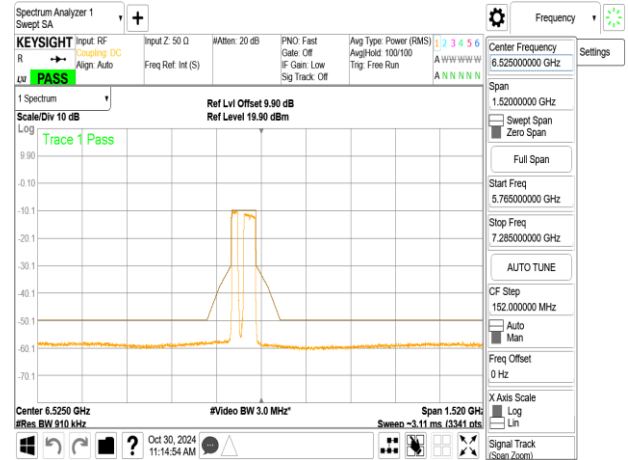 Spectrum Analyzer 1
Swept SA
Frequency
KEYSIGHT
R
LXI PASS
Input: RF
Coupling: DC
Align: Auto
Input Z: 50 Ω
Freq Ref: Int (S)
#Atten: 20 dB
PNO: Fast
Gate: Off
IF Gain: Low
Sig Track: Off
Avg Type: Power (RMS)
Avg|Hold: 100/100
Trig: Free Run
1 2 3 4 5 6
A W W W W W
A N N N N N
Center Frequency
6.525000000 GHz
Settings
Span
1.52000000 GHz
Swept Span
Zero Span
Full Span
Start Freq
5.765000000 GHz
Stop Freq
7.285000000 GHz
AUTO TUNE
CF Step
152.000000 MHz
Auto
Man
Freq Offset
0 Hz
X Axis Scale
Log
Lin
Signal Track
(Span Zoom)
1 Spectrum
Scale/Div 10 dB
Ref Lvl Offset 9.90 dB
Ref Level 19.90 dBm
Log
Trace 1 Pass
9.90
-0.10
-10.1
-20.1
-30.1
-40.1
-50.1
-60.1
-70.1
Center 6.5250 GHz
#Res BW 910 kHz
#Video BW 3.0 MHz*
Span 1.520 GHz
Sweep ~3.11 ms (3341 pts)
Oct 30, 2024
11:14:54 AM